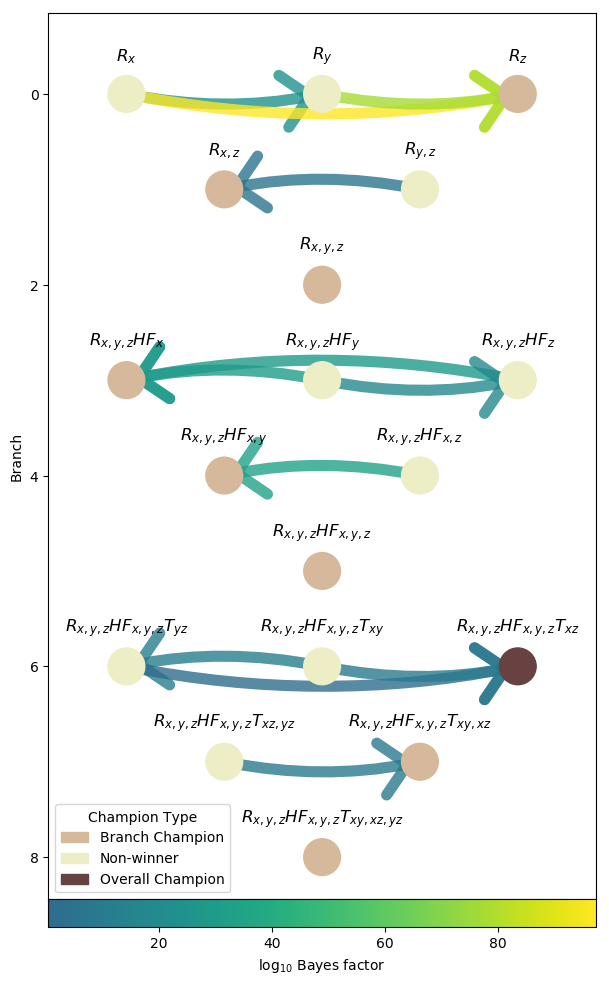 R_x R_y R_z
0
R_{x,z} R_{y,z}
R_{x,y,z}
2
R_{x,y,z}HF_x R_{x,y,z}HF_y R_{x,y,z}HF_z
R_{x,y,z}HF_{x,y} R_{x,y,z}HF_{x,z}
4
Branch
R_{x,y,z}HF_{x,y,z}
R_{x,y,z}HF_{x,y,z}T_{yz} R_{x,y,z}HF_{x,y,z}T_{xy} R_{x,y,z}HF_{x,y,z}T_{xz}
6
R_{x,y,z}HF_{x,y,z}T_{xz,yz} R_{x,y,z}HF_{x,y,z}T_{xy,xz}
R_{x,y,z}HF_{x,y,z}T_{xy,xz,yz}
8
Champion Type
Branch Champion
Non-winner
Overall Champion
20 40 60 80
log_{10} Bayes factor